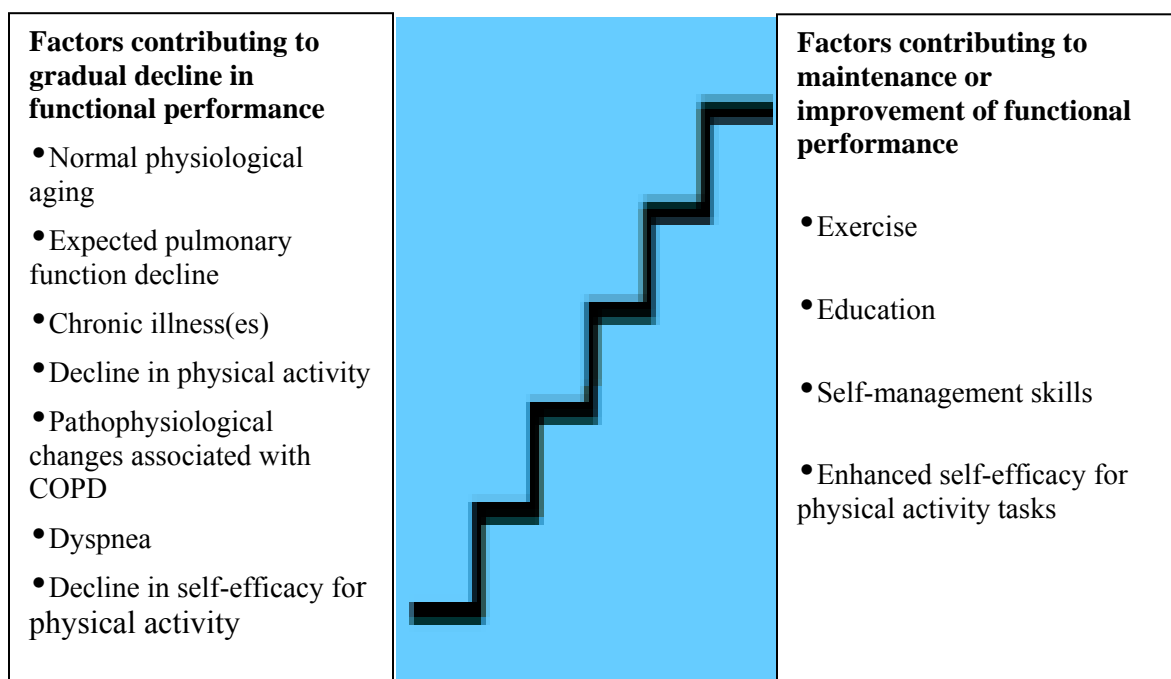 Factors contributing to
gradual decline in
functional performance
•Normal physiological
aging
•Expected pulmonary
function decline
•Chronic illness(es)
•Decline in physical activity
•Pathophysiological
changes associated with
COPD
•Dyspnea
•Decline in self-efficacy for
physical activity
Factors contributing to
maintenance or
improvement of functional
performance
•Exercise
•Education
•Self-management skills
•Enhanced self-efficacy for
physical activity tasks